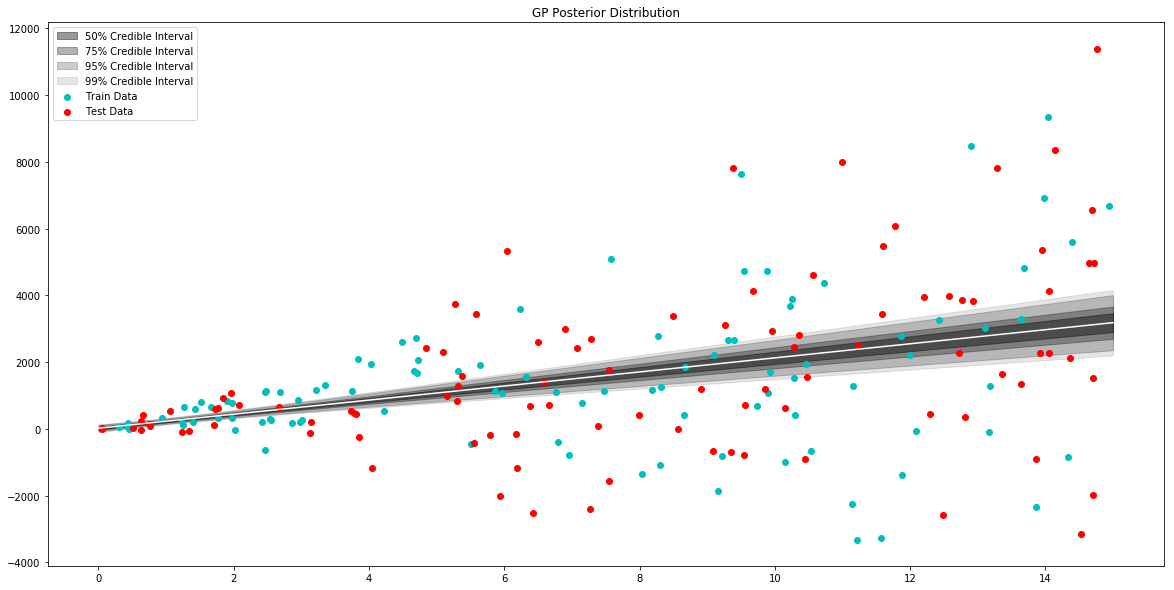 GP Posterior Distribution
12000
10000
8000
6000
4000
2000
0
−2000
−4000
50% Credible Interval
75% Credible Interval
95% Credible Interval
99% Credible Interval
Train Data
Test Data
0 2 4 6 8 10 12 14